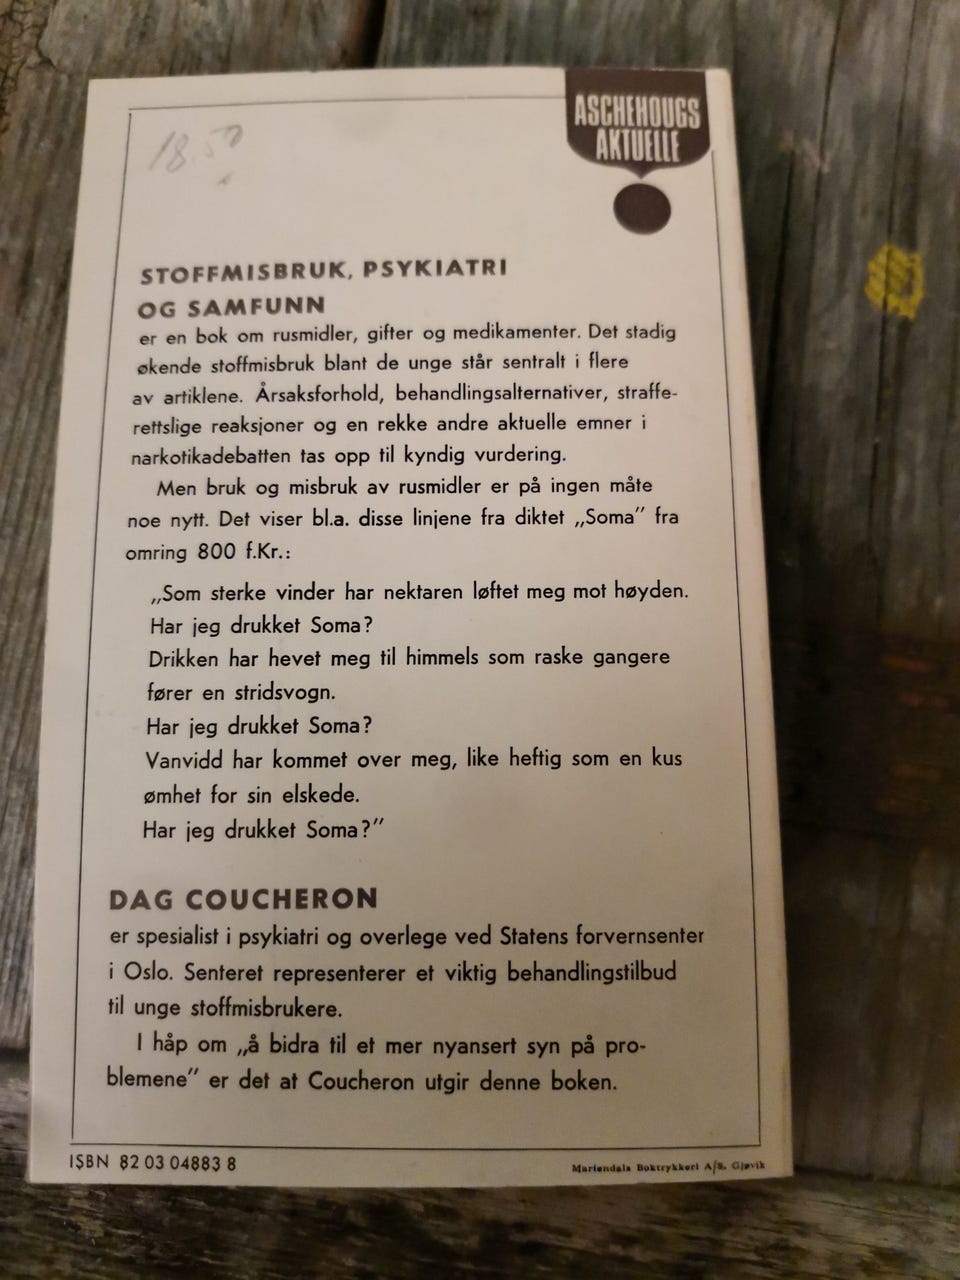 ASCHEHOUGS
AKTUELLE
18.50
STOFFMISBRUK, PSYKIATRI
OG SAMFUNN
er en bok om rusmidler, gifter og medikamenter. Det stadig
økende stoffmisbruk blant de unge står sentralt i flere
av artiklene. Årsaksforhold, behandlingsalternativer, straffe-
rettslige reaksjoner og en rekke andre aktuelle emner i
narkotikadebatten tas opp til kyndig vurdering.
Men bruk og misbruk av rusmidler er på ingen måte
noe nytt. Det viser bl.a. disse linjene fra diktet „Soma” fra
omring 800 f.Kr.:
„Som sterke vinder har nektaren løftet meg mot høyden.
Har jeg drukket Soma?
Drikken har hevet meg til himmels som raske gangere
fører en stridsvogn.
Har jeg drukket Soma?
Vanvidd har kommet over meg, like heftig som en kus
ømhet for sin elskede.
Har jeg drukket Soma?”
DAG COUCHERON
er spesialist i psykiatri og overlege ved Statens forvernsenter
i Oslo. Senteret representerer et viktig behandlingstilbud
til unge stoffmisbrukere.
I håp om „å bidra til et mer nyansert syn på pro-
blemene” er det at Coucheron utgir denne boken.
ISBN 82 03 04883 8
Mariendals Boktrykkeri A/S, Gjøvik